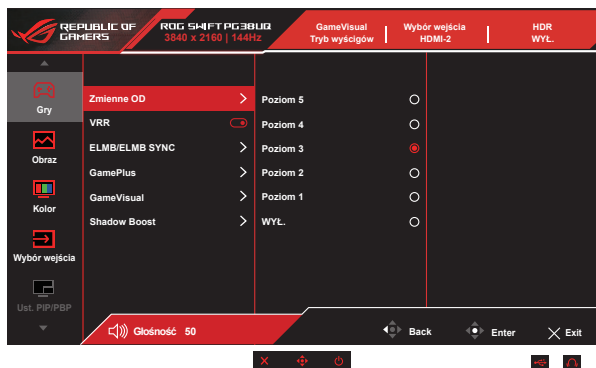 REPUBLIC OF GAMERS
ROG SWIFT PG38UQ
3840 x 2160 | 144Hz
GameVisual
Tryb wyścigów
Wybór wejścia
HDMI-2
HDR
WYŁ.
Gry
Obraz
Kolor
Wybór wejścia
Ust. PIP/PBP
Zmienne OD
VRR
ELMB/ELMB SYNC
GamePlus
GameVisual
Shadow Boost
Poziom 5
Poziom 4
Poziom 3
Poziom 2
Poziom 1
WYŁ.
Głośność 50
Back
Enter
Exit